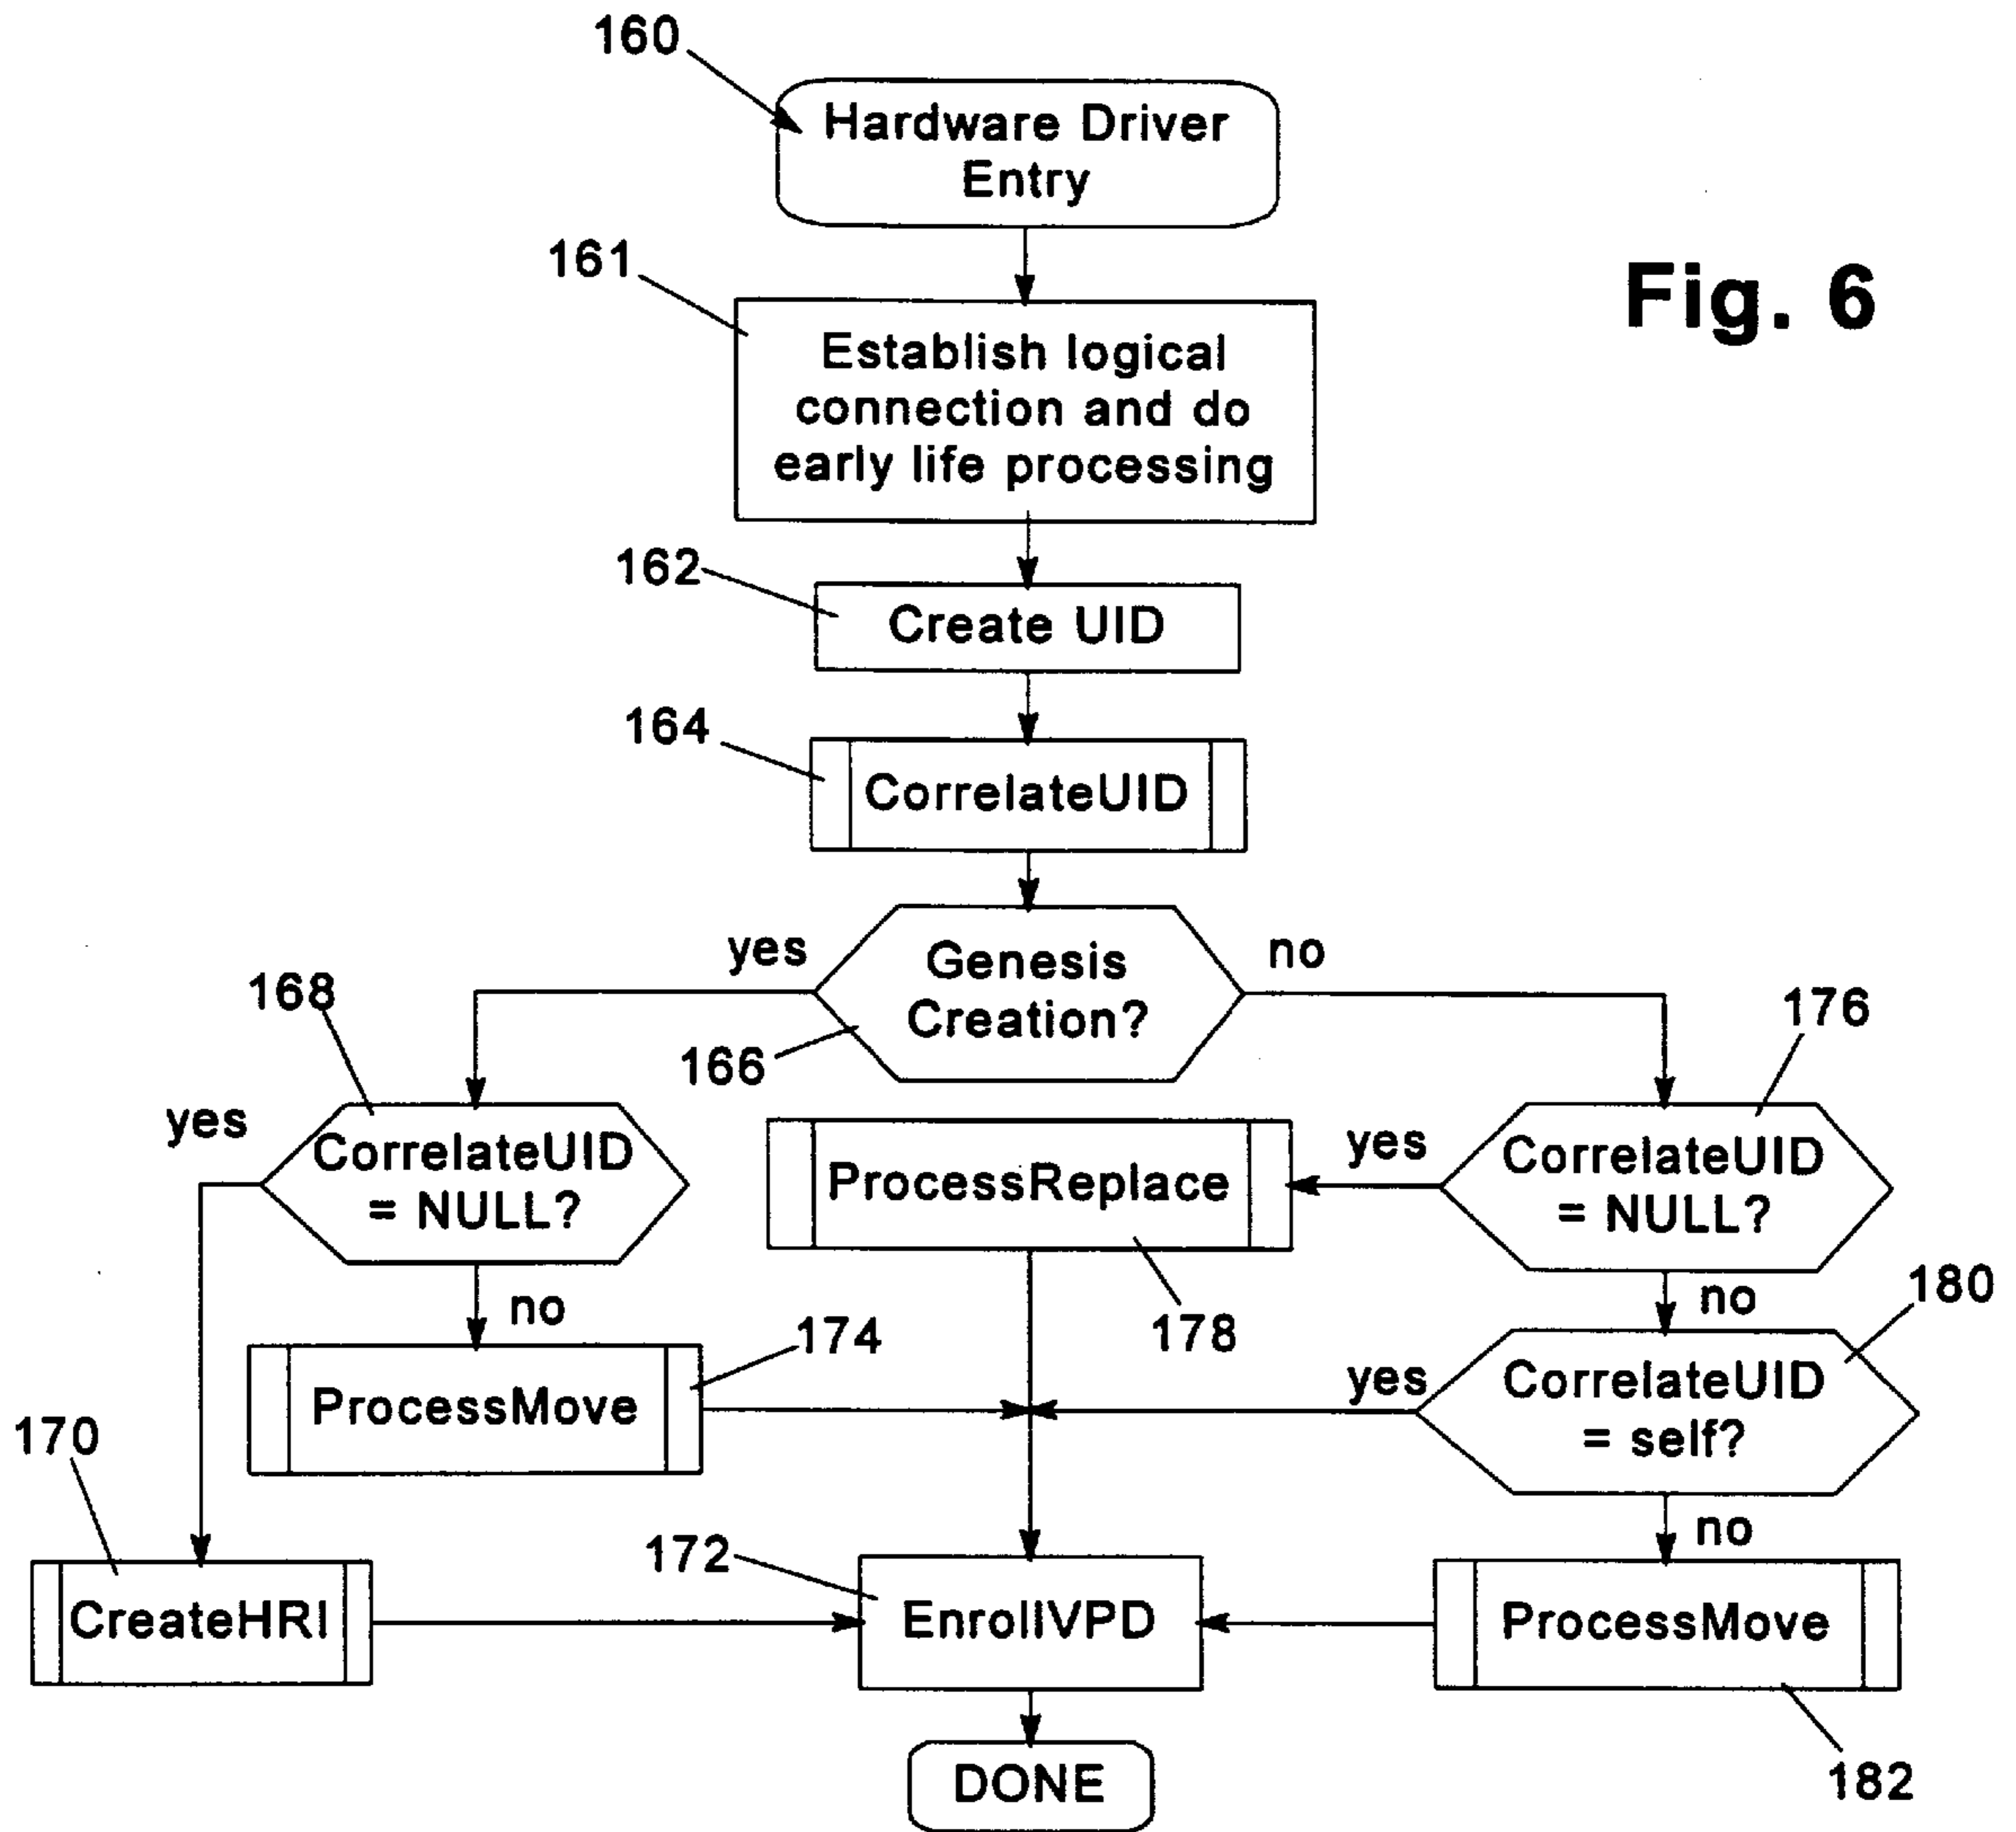 160
Hardware Driver
Entry
Fig. 6
161
Establish logical
connection and do
early life processing
162
Create UID
164
CorrelateUID
yes
Genesis
Creation?
no
166
168
176
yes
CorrelateUID
= NULL?
no
ProcessReplace
178
yes
CorrelateUID
= NULL?
no
180
174
ProcessMove
yes
CorrelateUID
= self?
no
170
CreateHRI
172
EnrollVPD
ProcessMove
182
DONE